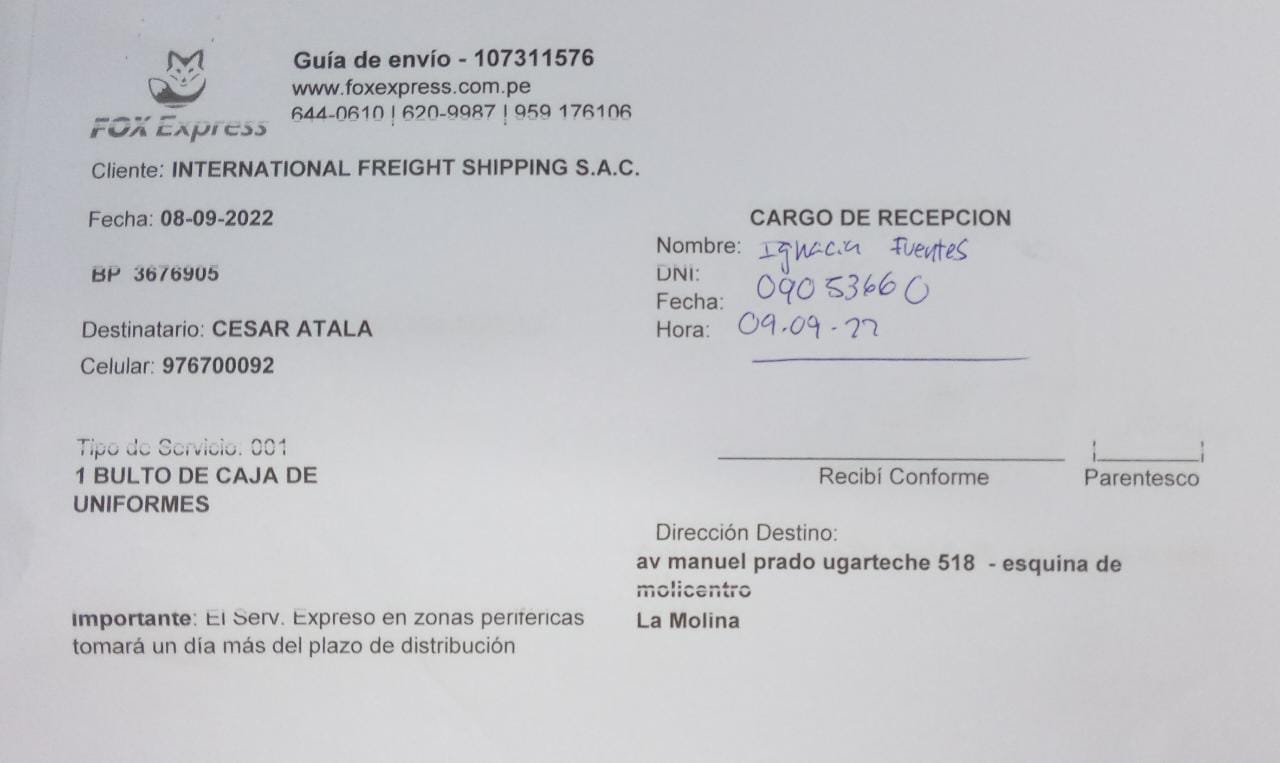 FOX Express
Guía de envío - 107311576
www.foxexpress.com.pe
644-0610 | 620-9987 | 959 176106
Cliente: INTERNATIONAL FREIGHT SHIPPING S.A.C.
Fecha: 08-09-2022
BP 3676905
Destinatario: CESAR ATALA
Celular: 976700092
Tipo de Servicio: 001
1 BULTO DE CAJA DE
UNIFORMES
importante: El Serv. Expreso en zonas periféricas
tomará un día más del plazo de distribución
CARGO DE RECEPCION
Nombre: Ignacia Fuentes
DNI: 09053660
Fecha: 09.09.22
Hora:
Recibí Conforme
Parentesco
Dirección Destino:
av manuel prado ugarteche 518 - esquina de
molicentro
La Molina